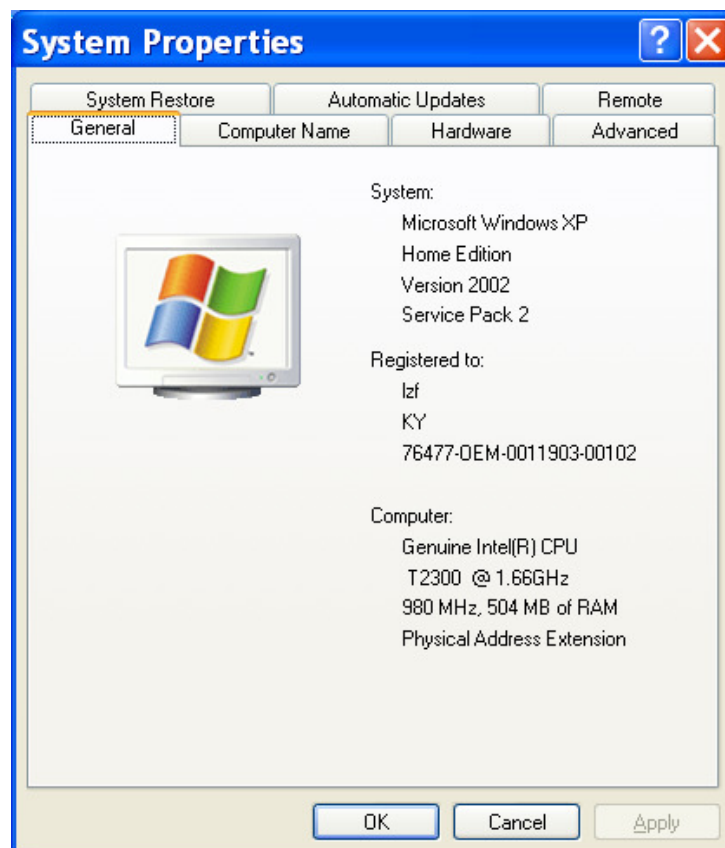 System Properties
System Restore
Automatic Updates
Remote
General
Computer Name
Hardware
Advanced
System:
Microsoft Windows XP
Home Edition
Version 2002
Service Pack 2
Registered to:
lzf
KY
76477-OEM-0011903-00102
Computer:
Genuine Intel(R) CPU
T2300 @ 1.66GHz
980 MHz, 504 MB of RAM
Physical Address Extension
OK
Cancel
Apply